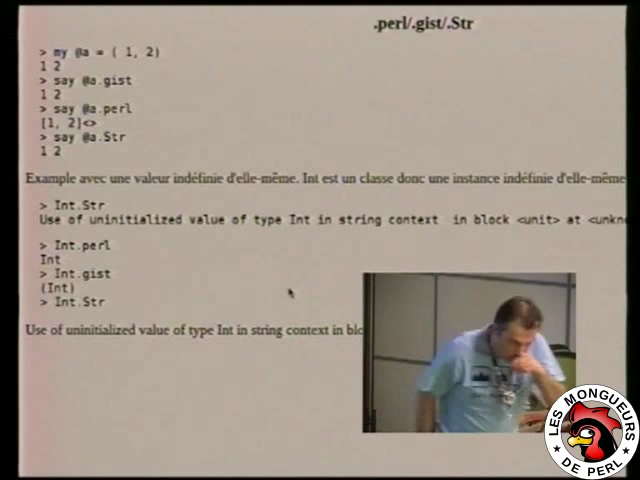 .perl/.gist/.Str
> my @a = ( 1, 2)
1 2
> say @a.gist
1 2
> say @a.perl
[1, 2]<>
> say @a.Str
1 2
Example avec une valeur indéfinie d'elle-même. Int est un classe donc une instance indéfinie d'elle-même
> Int.Str
Use of uninitialized value of type Int in string context  in block <unit> at <unkn
> Int.perl
Int
> Int.gist
(Int)
> Int.Str
Use of uninitialized value of type Int in string context in blo
LES MONGUEURS
★ DE PERL ★